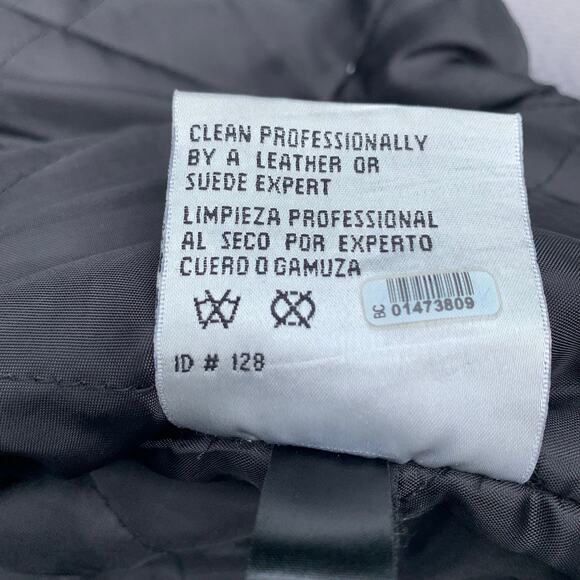 CLEAN PROFESSIONALLY
BY A LEATHER OR
SUEDE EXPERT
LIMPIEZA PROFESSIONAL
AL SECO POR EXPERTO
CUERO O GAMUZA
BC 01473809
ID # 128